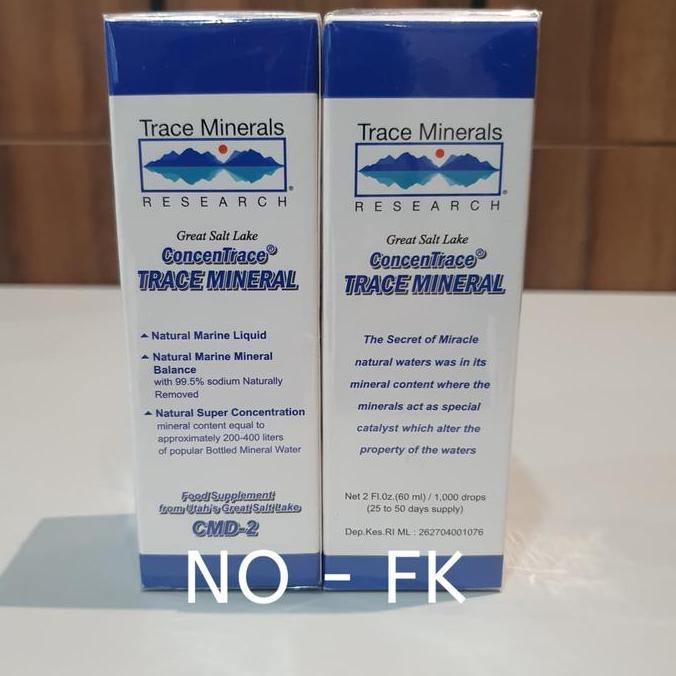 Trace Minerals
RESEARCH
Great Salt Lake
ConcenTrace®
TRACE MINERAL
Natural Marine Liquid
Natural Marine Mineral
Balance
with 99.5% sodium Naturally
Removed
Natural Super Concentration
mineral content equal to
approximately 200-400 liters
of popular Bottled Mineral Water
Food Supplement
from Utah's Great Salt Lake
CMD-2
Trace Minerals
RESEARCH
Great Salt Lake
ConcenTrace®
TRACE MINERAL
The Secret of Miracle
natural waters was in its
mineral content where the
minerals act as special
catalyst which alter the
property of the waters
Net 2 Fl.Oz.(60 ml) / 1,000 drops
(25 to 50 days supply)
Dep.Kes.RI ML : 262704001076
NO - FK